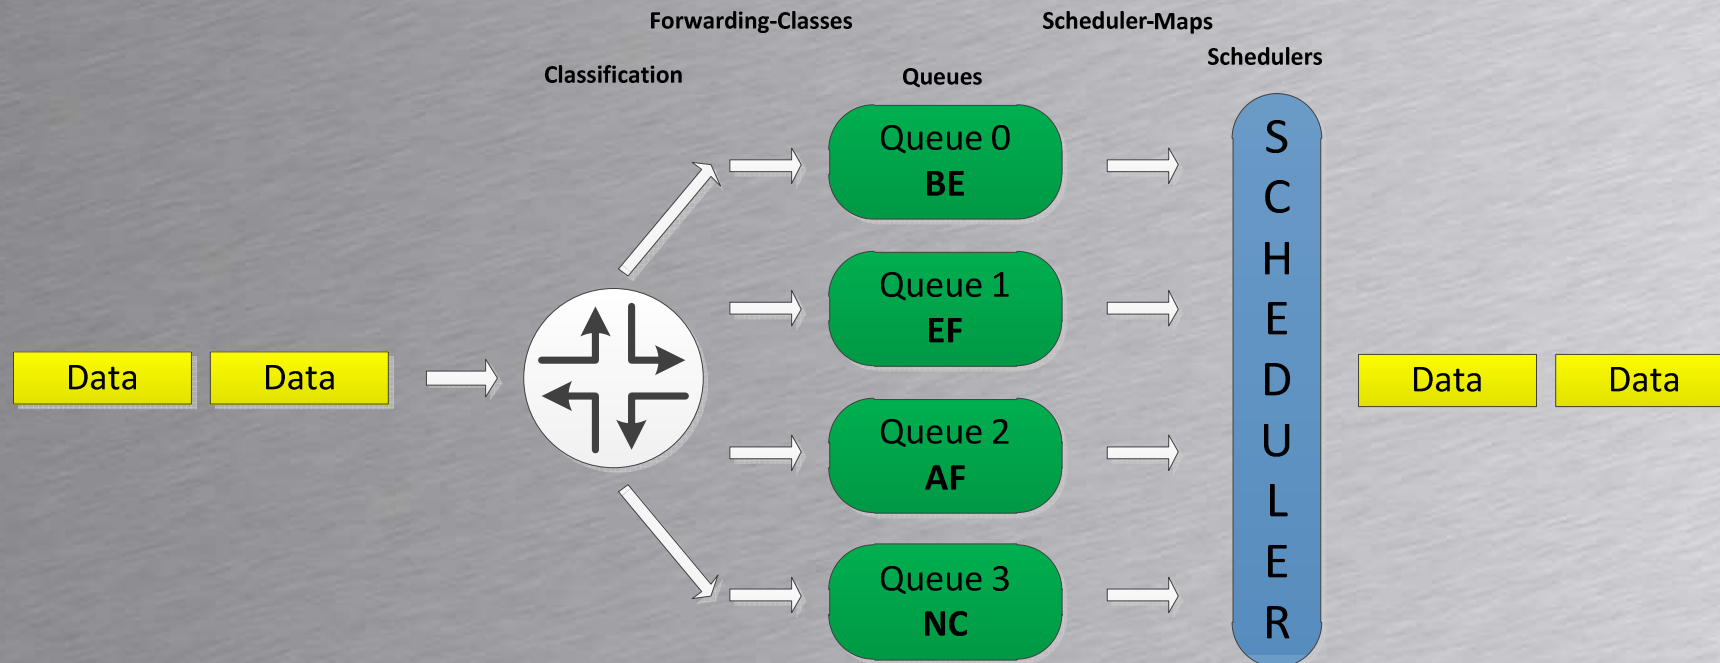 Forwarding-Classes
Scheduler-Maps
Schedulers
Classification
Queues
Queue 0
BE
Queue 1
EF
Data
Data
Queue 2
AF
Queue 3
NC
S
C
H
E
D
U
L
E
R
Data
Data